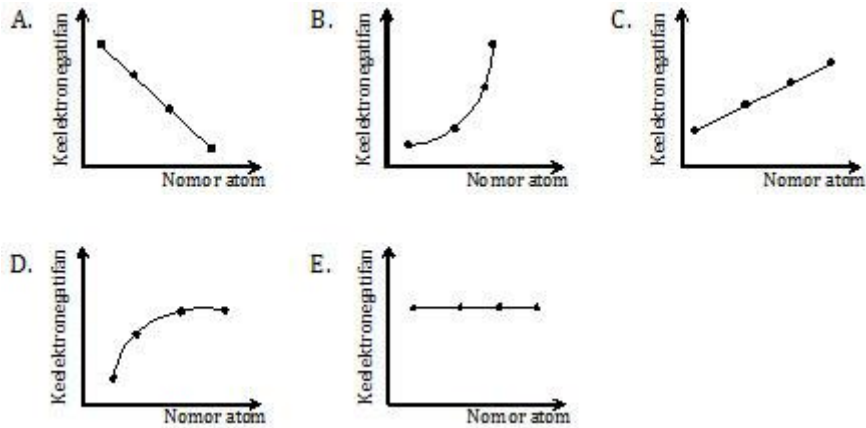 A.
Keelektronegatifan
Nomor atom
B.
Keelektronegatifan
Nomor atom
C.
Keelektronegatifan
Nomor atom
D.
Keelektronegatifan
Nomor atom
E.
Keelektronegatifan
Nomor atom